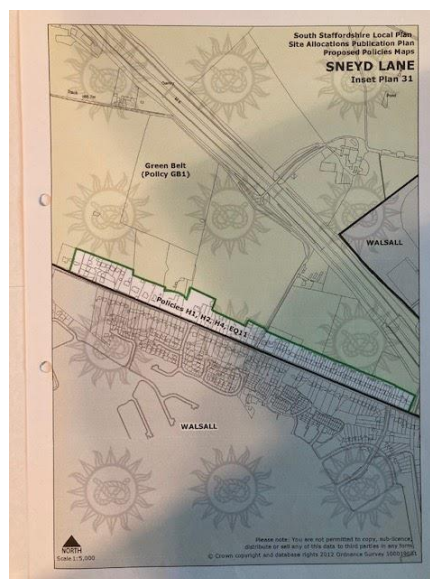 South Staffordshire Local Plan
Site Allocations Publication Plan
Proposed Policies Maps
SNEYD LANE
Inset Plan 31
Pond
Track
Green Belt
(Policy GB1)
WALSALL
Policies H1, H2, H4, EQ11
WALSALL
NORTH
Scale 1:5,000
Please note: You are not permitted to copy, sub-licence,
distribute or sell any of this data to third parties in any form.
© Crown copyright and database rights 2012 Ordnance Survey